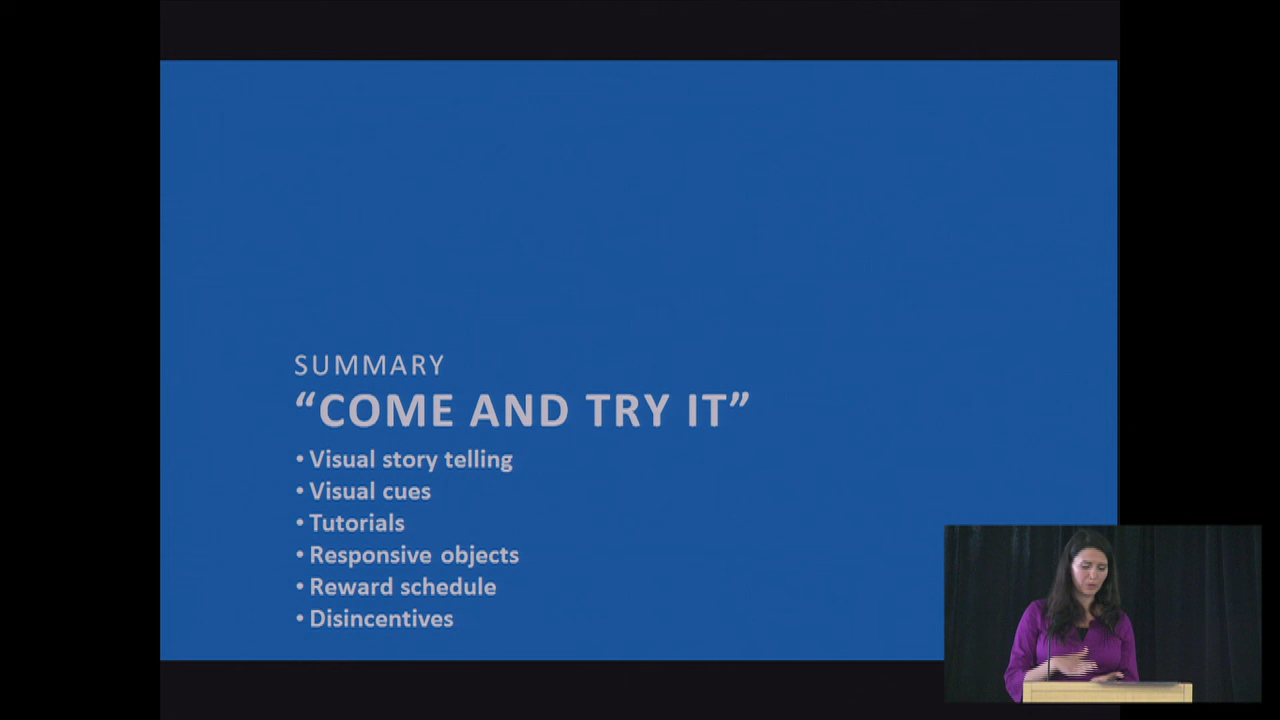 SUMMARY
“COME AND TRY IT”
• Visual story telling
• Visual cues
• Tutorials
• Responsive objects
• Reward schedule
• Disincentives